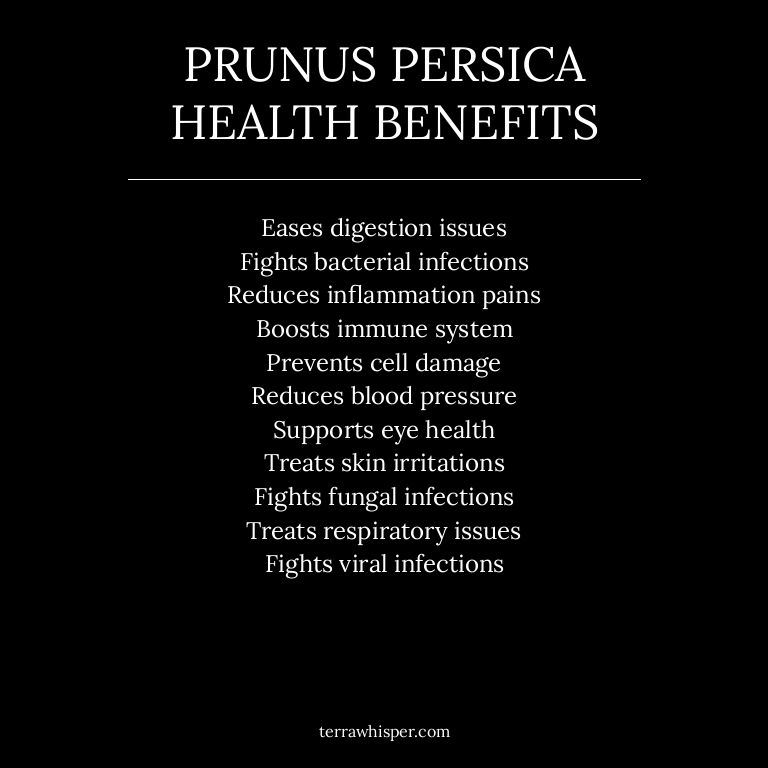 PRUNUS PERSICA
HEALTH BENEFITS
Eases digestion issues
Fights bacterial infections
Reduces inflammation pains
Boosts immune system
Prevents cell damage
Reduces blood pressure
Supports eye health
Treats skin irritations
Fights fungal infections
Treats respiratory issues
Fights viral infections
terrawhisper.com